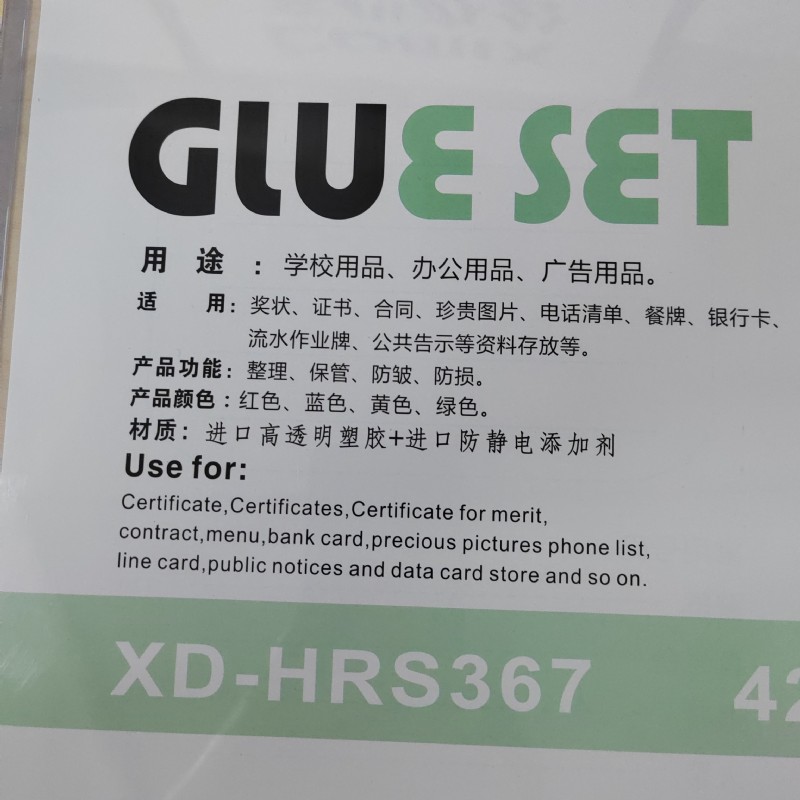 GLUE SET
用 途 : 学校用品、办公用品、广告用品。
适 用: 奖状、证书、合同、珍贵图片、电话清单、餐牌、银行卡、
流水作业牌、公共告示等资料存放等。
产品功能: 整理、保管、防皱、防损。
产品颜色: 红色、蓝色、黄色、绿色。
材质: 进口高透明塑胶+进口防静电添加剂
Use for:
Certificate,Certificates,Certificate for merit,
contract,menu,bank card,precious pictures phone list,
line card,public notices and data card store and so on.
XD-HRS367 42